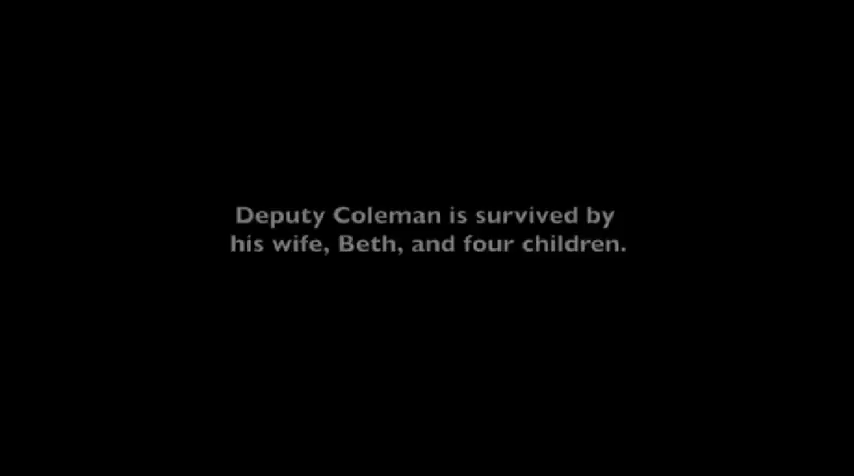 Deputy Coleman is survived by
his wife, Beth, and four children.